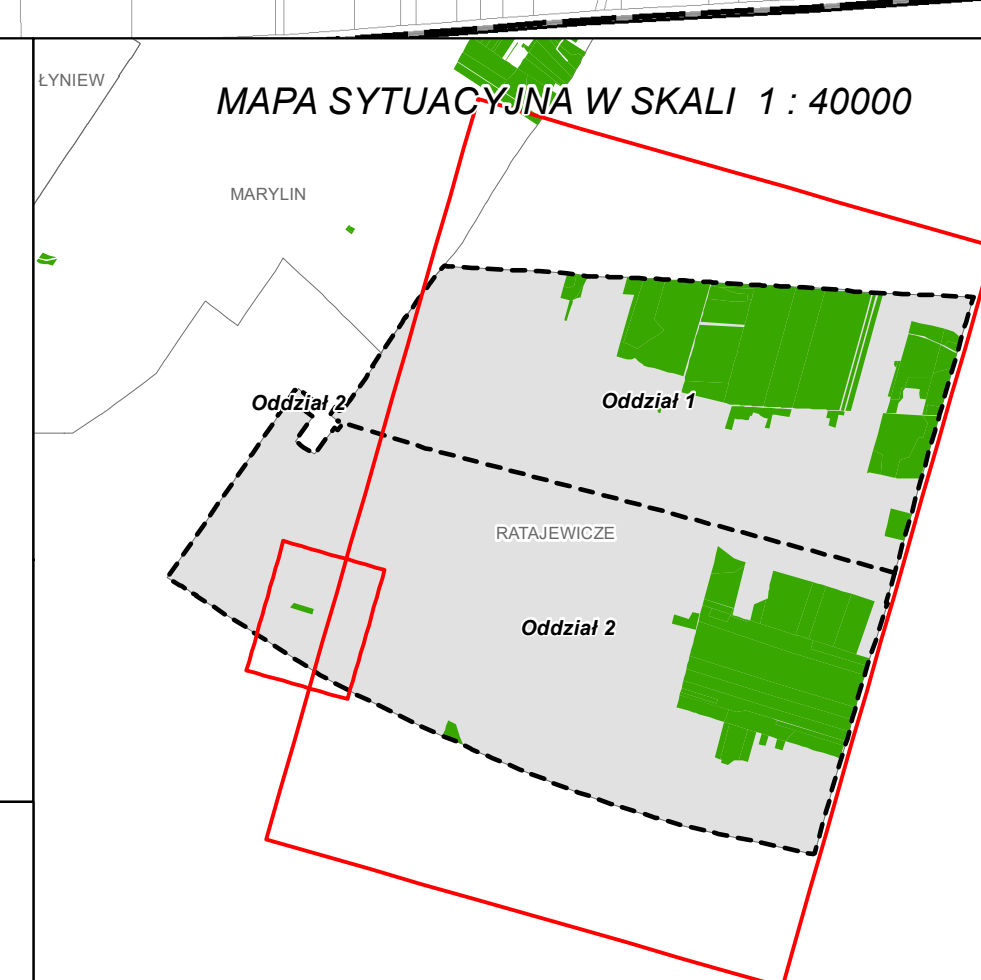 ŁYNIEW
MAPA SYTUACYJNA W SKALI 1 : 40000
MARYLIN
Oddział 2
Oddział 1
RATAJEWICZE
Oddział 2